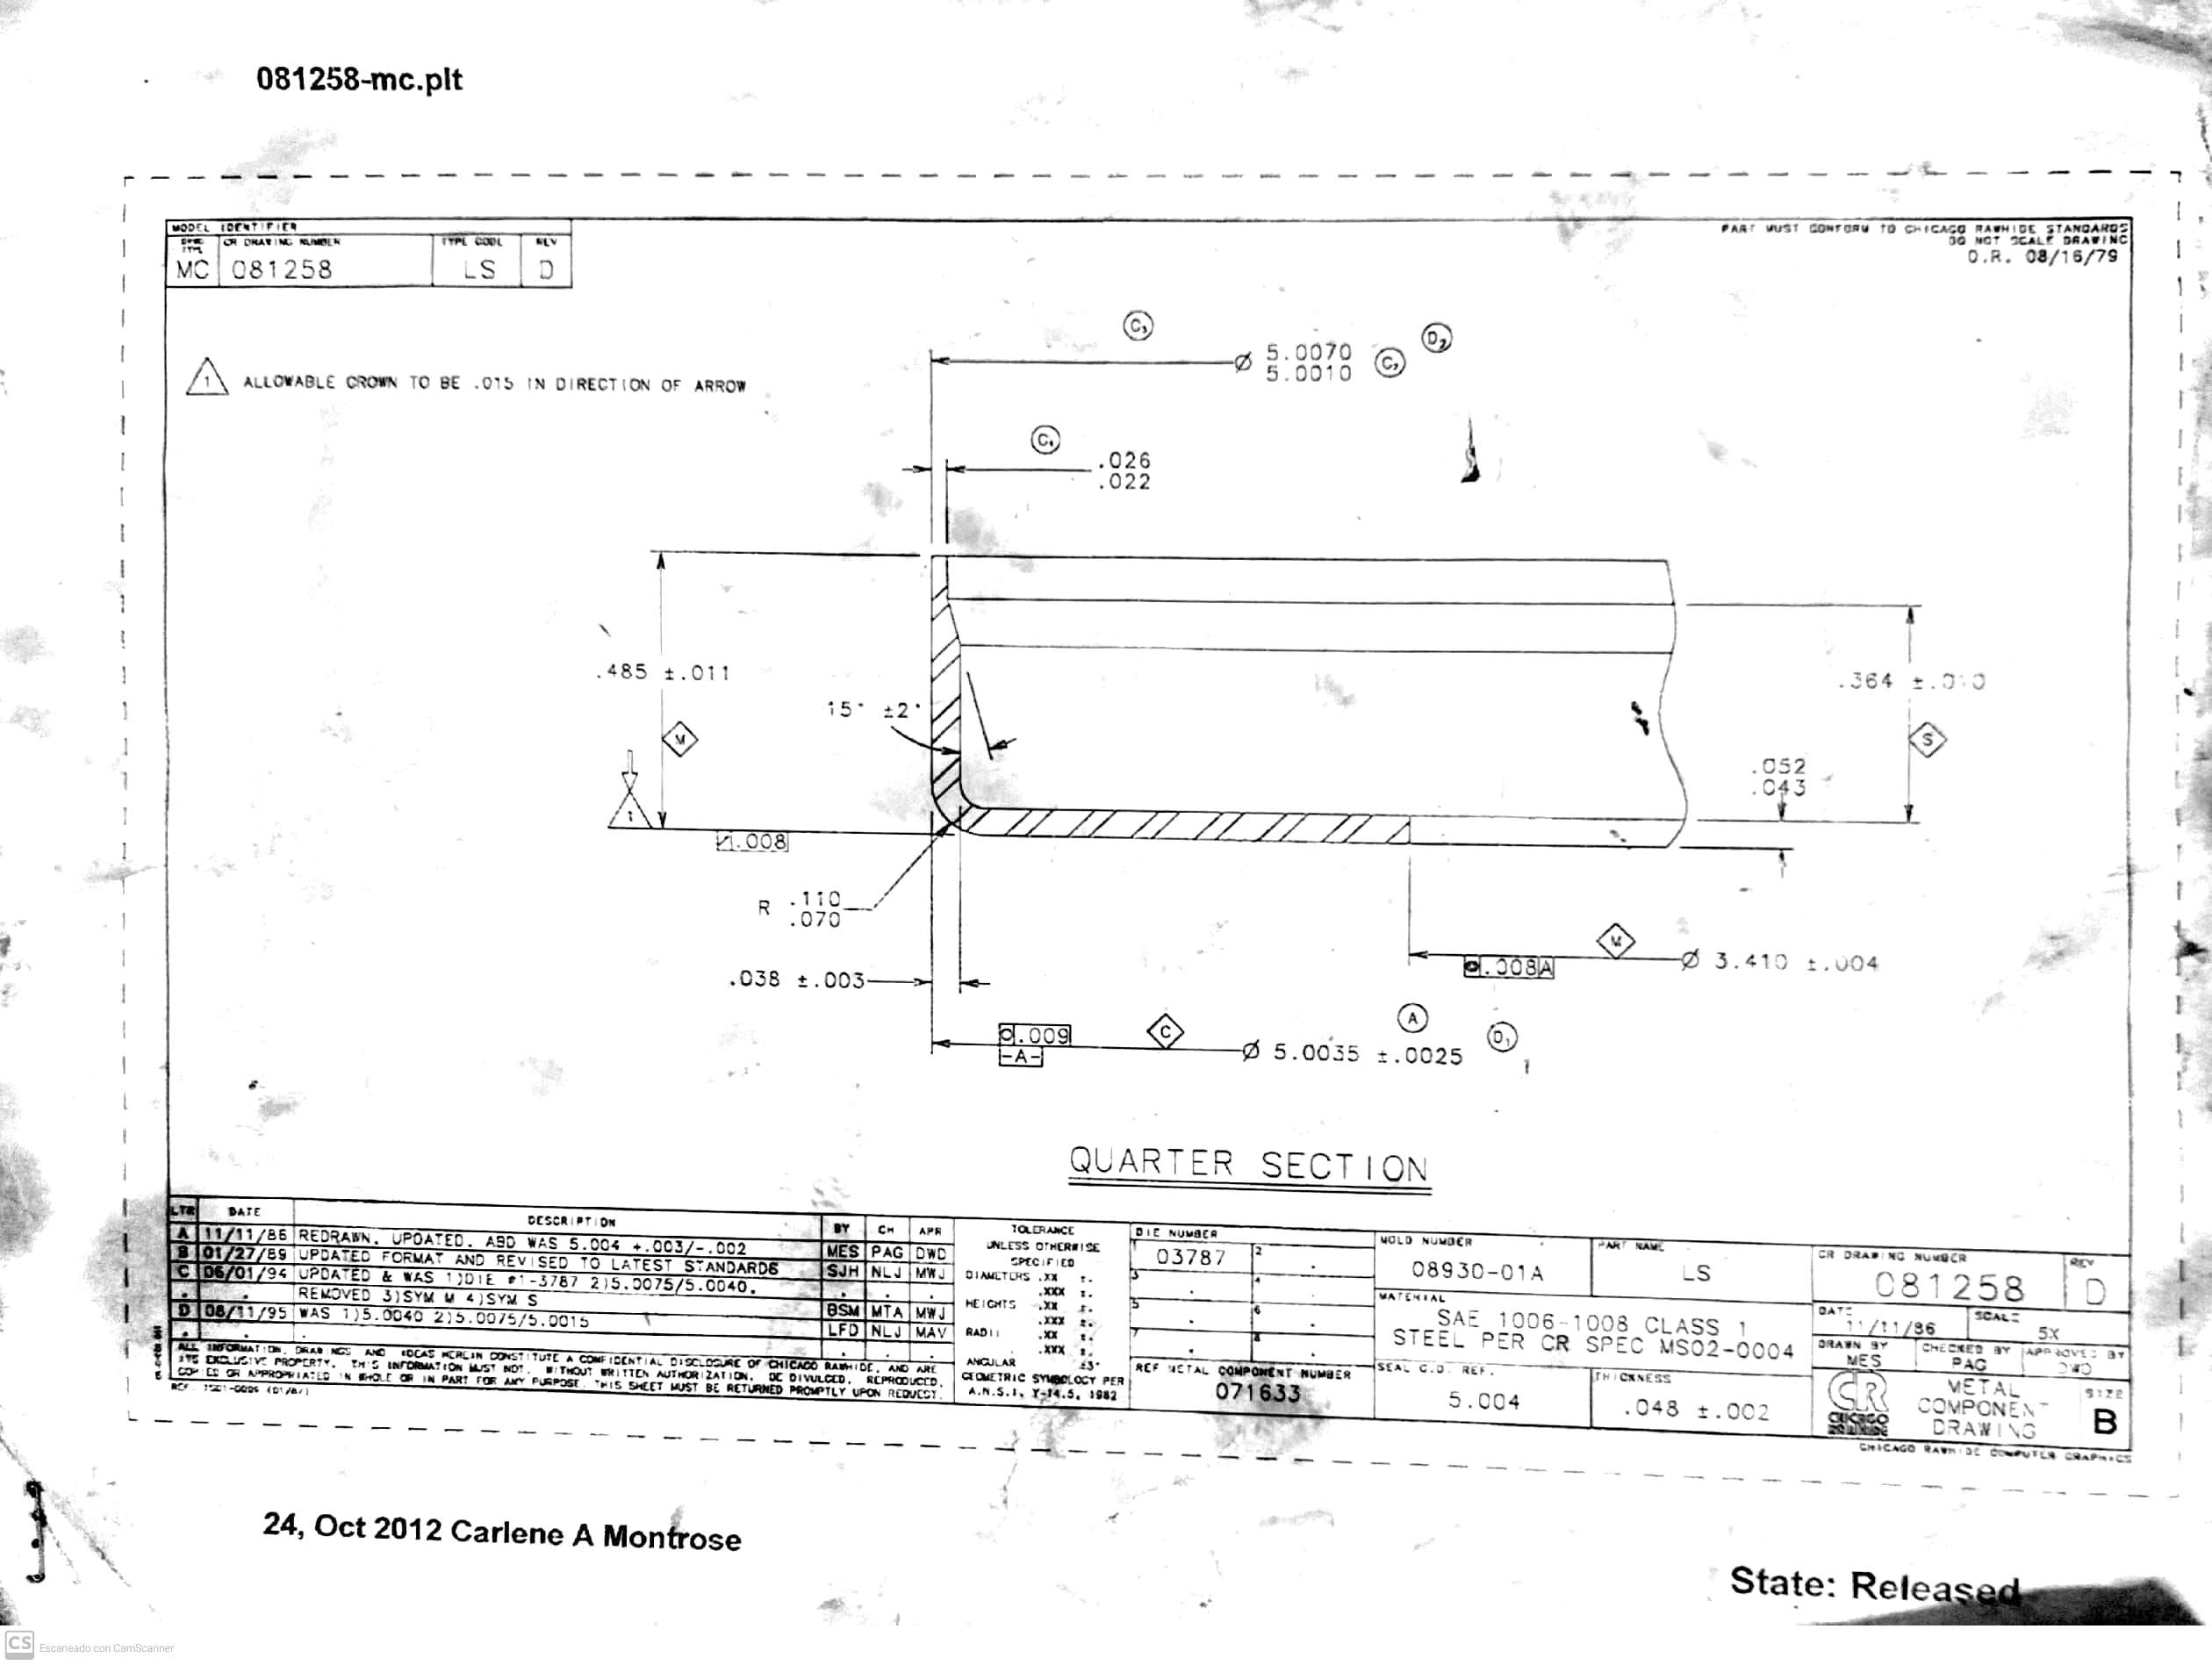 081258-mc.plt
MODEL IDENTIFIER
TYPE
CR DRAWING NUMBER
TYPE CODE
REV
MC 081258 LS D
PART MUST CONFORM TO CHICAGO RAWHIDE STANDARDS
DO NOT SCALE DRAWING
O.R. 08/16/79
1 ALLOWABLE CROWN TO BE .015 IN DIRECTION OF ARROW
C3
Ø 5.0070
5.0010
C2
D2
C4
.026
.022
.485 ±.011
15° ±2°
M
1
.008
.364 ±.010
S
.052
.043
R .110
.070
M
.008 A
Ø 3.410 ±.004
.038 ±.003
.009
-A-
C
Ø 5.0035 ±.0025
A
D1
QUARTER SECTION
LTR DATE DESCRIPTION BY CH APR
A 11/11/86 REDRAWN. UPDATED. ABD WAS 5.004 +.003/-.002 MES PAG DWD
B 01/27/89 UPDATED FORMAT AND REVISED TO LATEST STANDARDS SJH NLJ MWJ
C 06/01/94 UPDATED & WAS 1)DIE #1-3787 2)5.0075/5.0040.
REMOVED 3)SYM M 4)SYM S BSM MTA MWJ
D 08/11/95 WAS 1)5.0040 2)5.0075/5.0015 LFD NLJ MAV
ALL INFORMATION, DRAWINGS AND IDEAS HEREIN CONSTITUTE A CONFIDENTIAL DISCLOSURE OF CHICAGO RAWHIDE, AND ARE
ITS EXCLUSIVE PROPERTY. THIS INFORMATION MUST NOT, WITHOUT WRITTEN AUTHORIZATION, BE DIVULGED, REPRODUCED,
COPIED OR APPROPRIATED IN WHOLE OR IN PART FOR ANY PURPOSE. THIS SHEET MUST BE RETURNED PROMPTLY UPON REQUEST.
TOLERANCE
UNLESS OTHERWISE
SPECIFIED
DIAMETERS .XX ±.
.XXX ±.
HEIGHTS .XX ±.
.XXX ±.
RADII .XX ±.
.XXX ±.
ANGULAR ±3°
GEOMETRIC SYMBOLOGY PER
A.N.S.I. Y-14.5, 1982
DIE NUMBER
1 03787 2
3 4
5 6
7 8
REF METAL COMPONENT NUMBER
071633
MOLD NUMBER
08930-01A
PART NAME
LS
MATERIAL
SAE 1006-1008 CLASS 1
STEEL PER CR SPEC MS02-0004
SEAL O.D. REF.
5.004
THICKNESS
.048 ±.002
CR DRAWING NUMBER
081258
REV
D
DATE
11/11/86
SCALE
5X
DRAWN BY
MES
CHECKED BY
PAG
APPROVED BY
DWD
CR
CHICAGO
RAWHIDE
METAL
COMPONENT
DRAWING
SIZE
B
CHICAGO RAWHIDE COMPUTER GRAPHICS
24, Oct 2012 Carlene A Montrose
State: Released
CS Escaneado con CamScanner